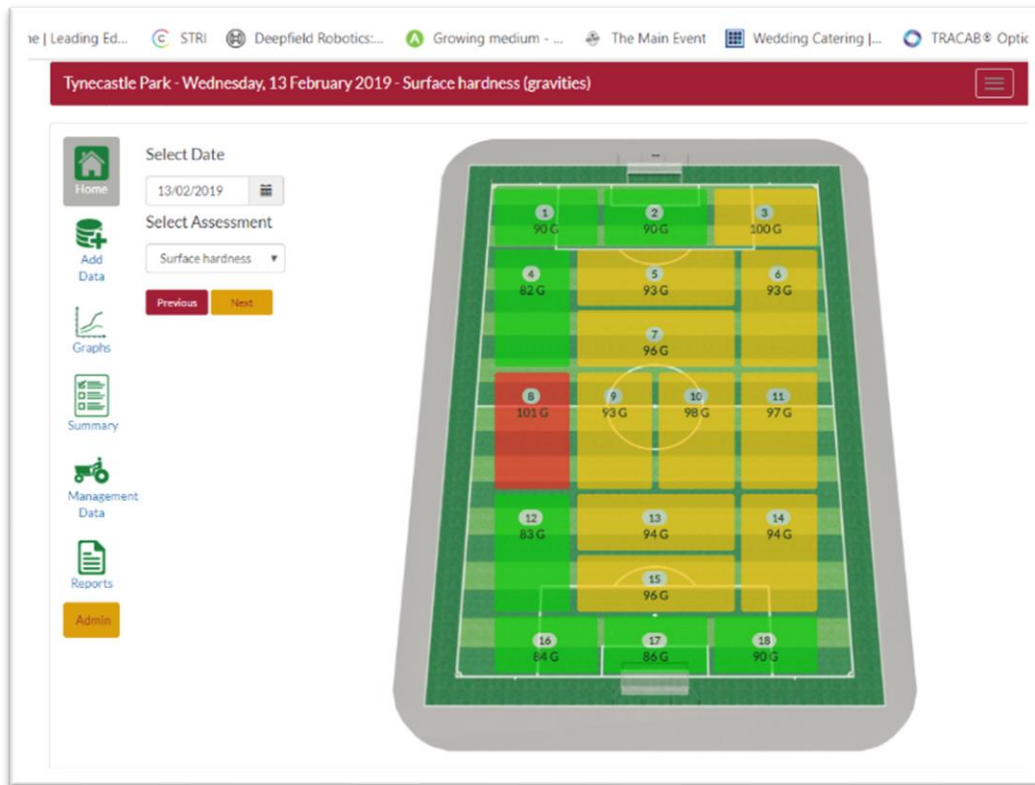 ne | Leading Ed...
STRI
Deepfield Robotics:...
Growing medium - ...
The Main Event
Wedding Catering |...
TRACAB® Optic
Tynecastle Park - Wednesday, 13 February 2019 - Surface hardness (gravities)
Home
Add
Data
Graphs
Summary
Management
Data
Reports
Admin
Select Date
13/02/2019
Select Assessment
Surface hardness
Previous
Next
1
90 G
2
90 G
3
100 G
4
82 G
5
93 G
6
93 G
7
96 G
8
101 G
9
93 G
10
98 G
11
97 G
12
83 G
13
94 G
14
94 G
15
96 G
16
84 G
17
86 G
18
90 G